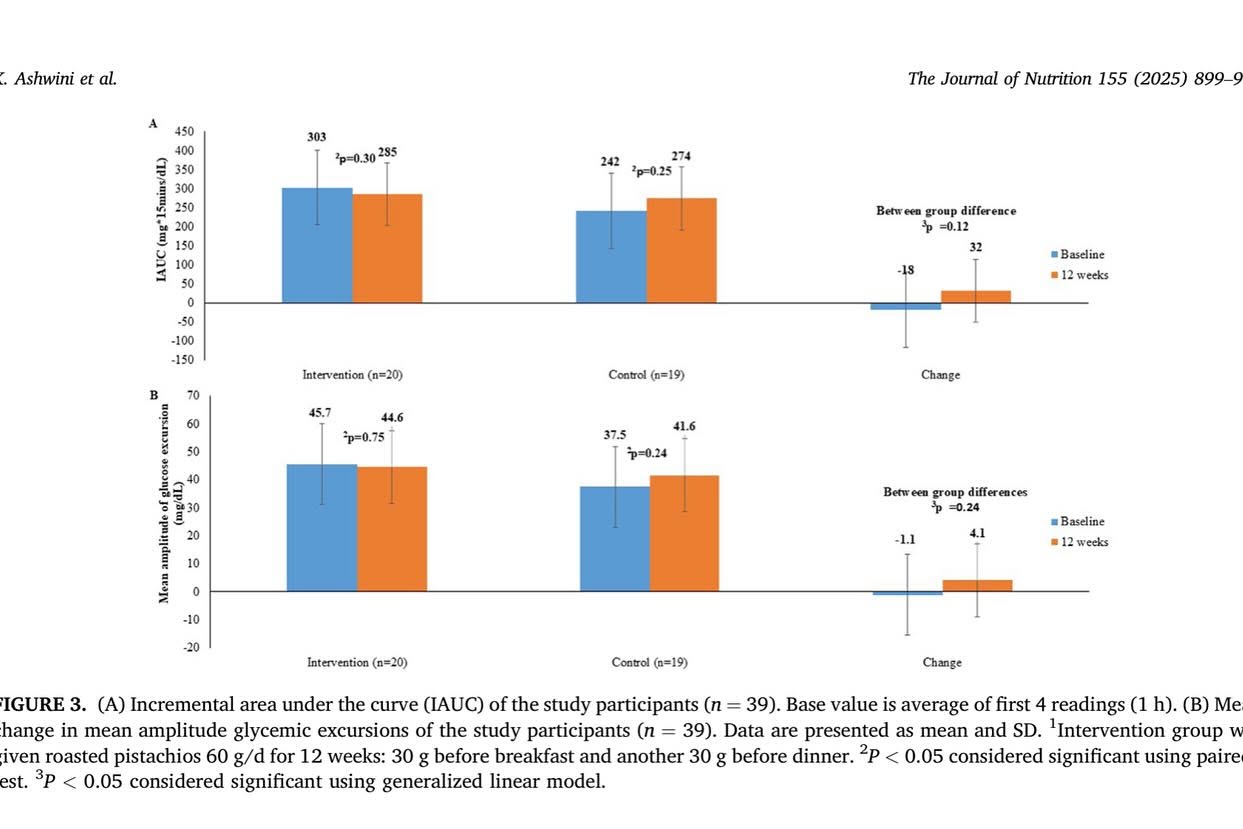 K. Ashwini et al.
The Journal of Nutrition 155 (2025) 899–9
A
IAUC (mg*15mins/dL)
450
400
350
300
250
200
150
100
50
0
-50
-100
-150
303
²p=0.30
285
242
²p=0.25
274
Between group difference
³p =0.12
-18
32
Baseline
12 weeks
Intervention (n=20)
Control (n=19)
Change
B
Mean amplitude of glucose excursion
(mg/dL)
70
60
50
40
30
20
10
0
-10
-20
45.7
²p=0.75
44.6
37.5
²p=0.24
41.6
Between group differences
³p =0.24
-1.1
4.1
Baseline
12 weeks
Intervention (n=20)
Control (n=19)
Change
FIGURE 3. (A) Incremental area under the curve (IAUC) of the study participants (n = 39). Base value is average of first 4 readings (1 h). (B) Me
change in mean amplitude glycemic excursions of the study participants (n = 39). Data are presented as mean and SD. ¹Intervention group w
given roasted pistachios 60 g/d for 12 weeks: 30 g before breakfast and another 30 g before dinner. ²P < 0.05 considered significant using paired
test. ³P < 0.05 considered significant using generalized linear model.